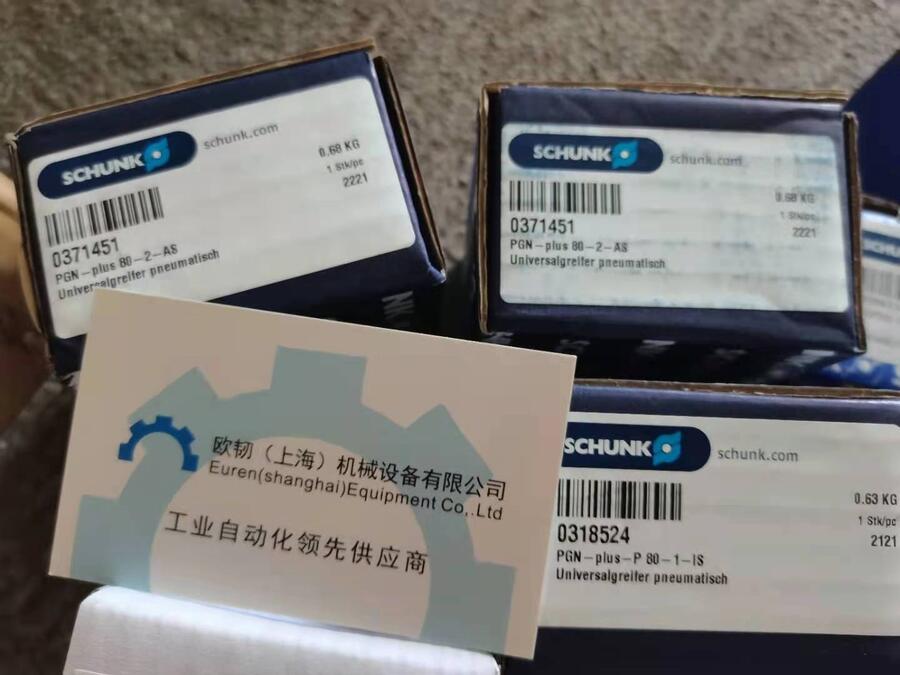 SCHUNK
schunk.com
0.68 KG
1 Stk/pc
2221
0371451
PGN-plus 80-2-AS
Universalgreifer pneumatisch
SCHUNK
schunk.com
0.68 KG
1 Stk/pc
2221
0371451
PGN-plus 80-2-AS
Universalgreifer pneumatisch
SCHUNK
欧韧（上海）机械设备有限公司
Euren(shanghai)Equipment Co,.Ltd
工业自动化领先供应商
SCHUNK
schunk.com
0.63 KG
1 Stk/pc
2121
0318524
PGN-plus-P 80-1-IS
Universalgreifer pneumatisch